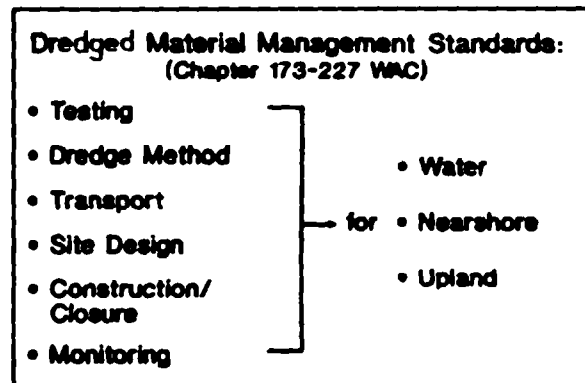 Dredged Material Management Standards:
(Chapter 173-227 WAC)
• Testing
• Dredge Method
• Transport
• Site Design
• Construction/
Closure
• Monitoring
for
• Water
• Nearshore
• Upland